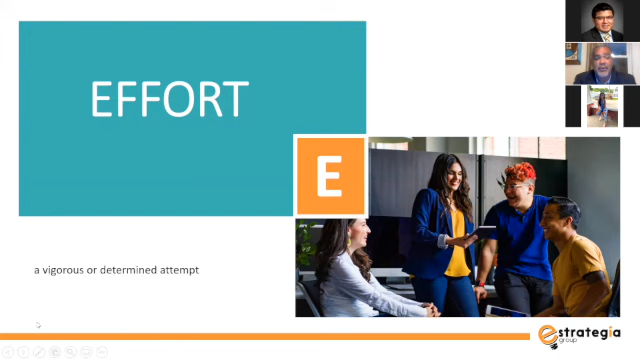 EFFORT
E
a vigorous or determined attempt
estrategia
group